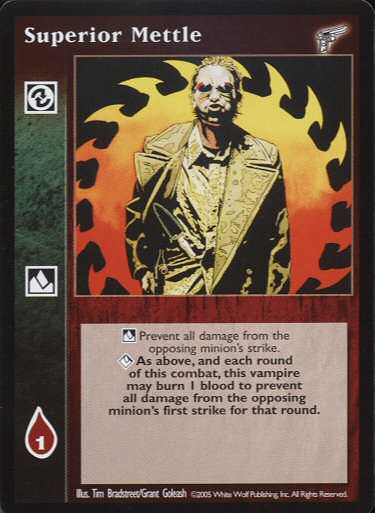 Superior Mettle
Prevent all damage from the
opposing minion's strike.
As above, and each round
of this combat, this vampire
may burn 1 blood to prevent
all damage from the opposing
minion's first strike for that round.
1
Illus. Tim Bradstreet/Grant Goleash ©2005 White Wolf Publishing, Inc. All Rights Reserved.